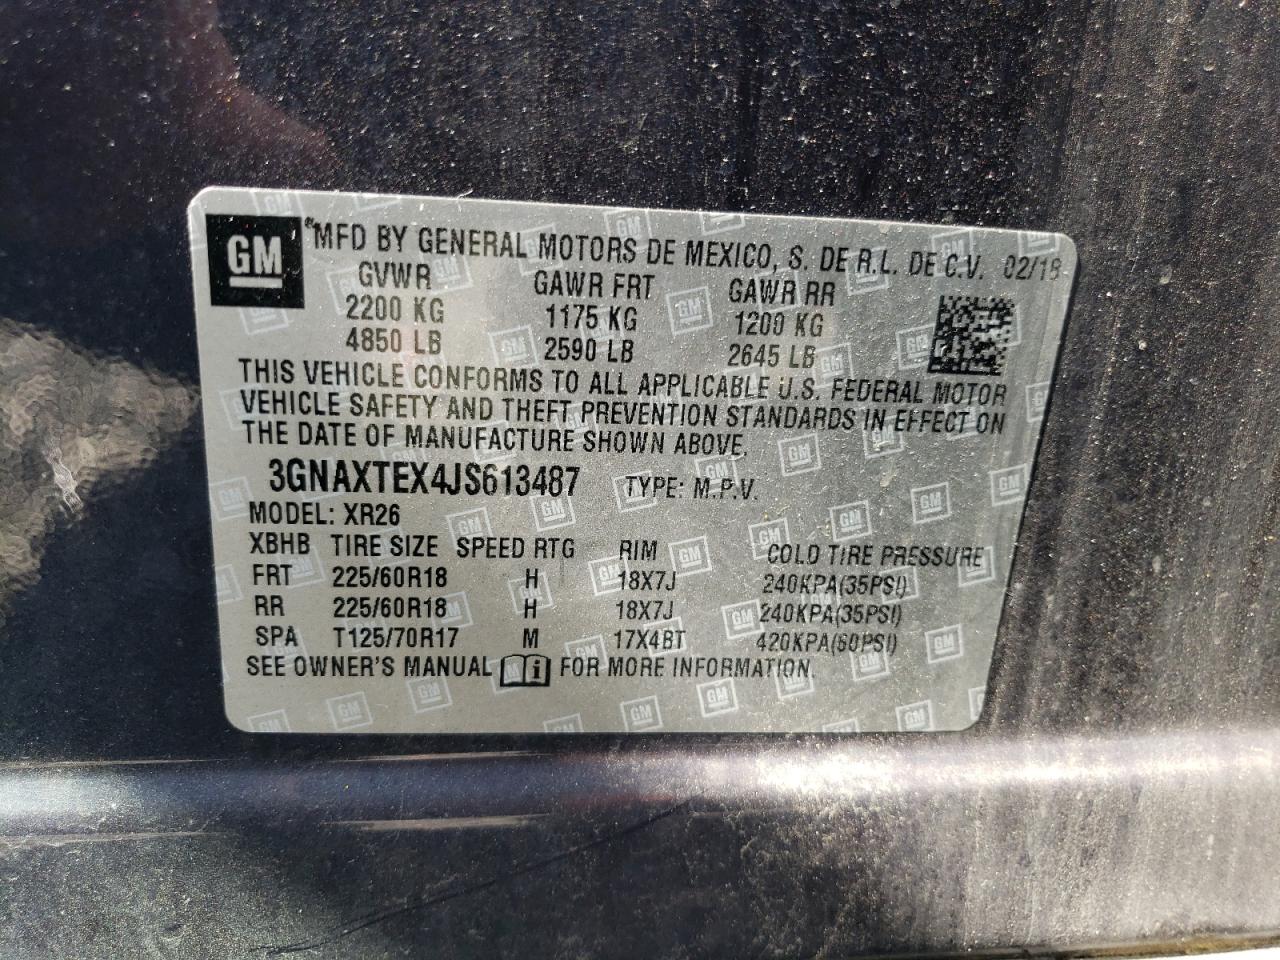 GM "MFD BY GENERAL MOTORS DE MEXICO, S. DE R.L. DE C.V. 02/18
GVWR GAWR FRT GAWR RR
2200 KG 1175 KG 1200 KG
4850 LB 2590 LB 2645 LB
THIS VEHICLE CONFORMS TO ALL APPLICABLE U.S. FEDERAL MOTOR
VEHICLE SAFETY AND THEFT PREVENTION STANDARDS IN EFFECT ON
THE DATE OF MANUFACTURE SHOWN ABOVE.
3GNAXTEX4JS613487 TYPE: M.P.V.
MODEL: XR26
XBHB TIRE SIZE SPEED RTG RIM COLD TIRE PRESSURE
FRT 225/60R18 H 18X7J 240KPA(35PSI)
RR 225/60R18 H 18X7J 240KPA(35PSI)
SPA T125/70R17 M 17X4BT 420KPA(60PSI)
SEE OWNER'S MANUAL i FOR MORE INFORMATION.